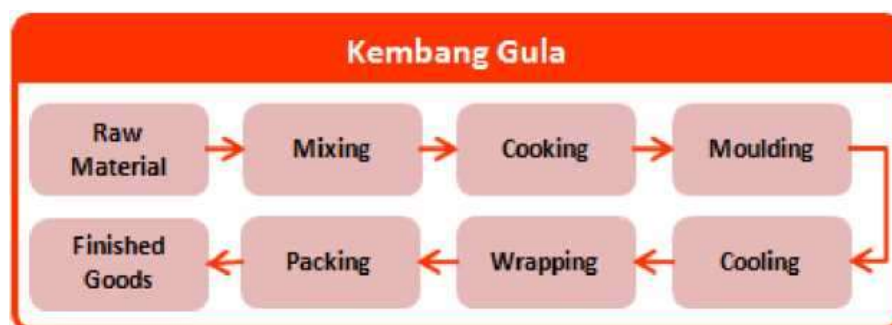 Kembang Gula
Raw
Material
Mixing
Cooking
Moulding
Cooling
Wrapping
Packing
Finished
Goods